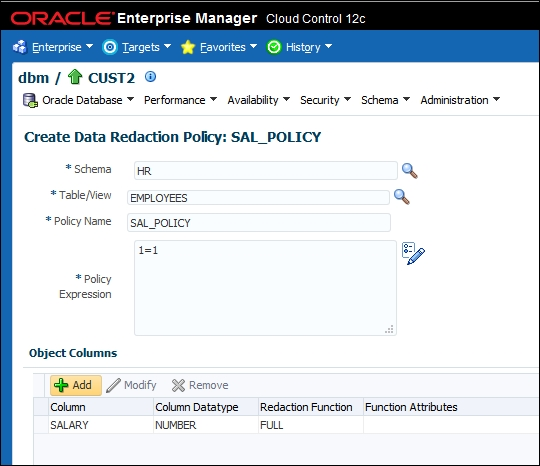 ORACLE Enterprise Manager Cloud Control 12c
Enterprise Targets Favorites History
dbm / CUST2
Oracle Database Performance Availability Security Schema Administration
Create Data Redaction Policy: SAL_POLICY
* Schema HR
* Table/View EMPLOYEES
* Policy Name SAL_POLICY
1=1
* Policy
Expression
Object Columns
Add Modify Remove
Column Column Datatype Redaction Function Function Attributes
SALARY NUMBER FULL